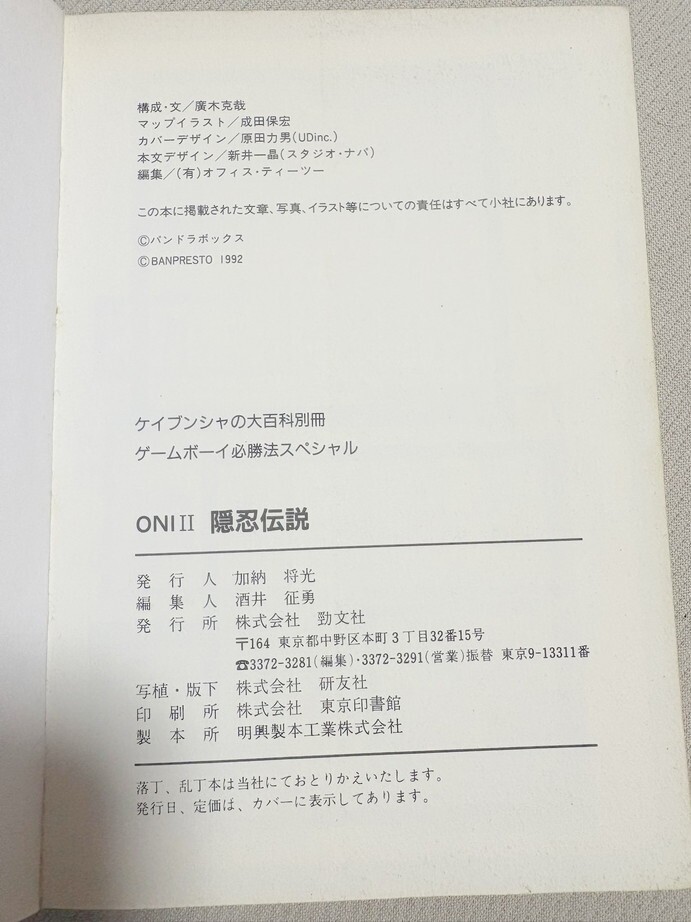 構成・文／廣木克哉
マップイラスト／成田保宏
カバーデザイン／原田力男(UDinc.)
本文デザイン／新井一晶(スタジオ・ナバ)
編集／(有)オフィス・ティーツー
この本に掲載された文章、写真、イラスト等についての責任はすべて小社にあります。
©パンドラボックス
©BANPRESTO 1992
ケイブンシャの大百科別冊
ゲームボーイ必勝法スペシャル
ONIⅡ 隠忍伝説
発行人 加納 将光
編集人 酒井 征勇
発行所 株式会社 勁文社
〒164 東京都中野区本町3丁目32番15号
☎3372-3281(編集)・3372-3291(営業)振替 東京9-13311番
写植・版下 株式会社 研友社
印刷所 株式会社 東京印書館
製本所 明興製本工業株式会社
落丁、乱丁本は当社にておとりかえいたします。
発行日、定価は、カバーに表示してあります。